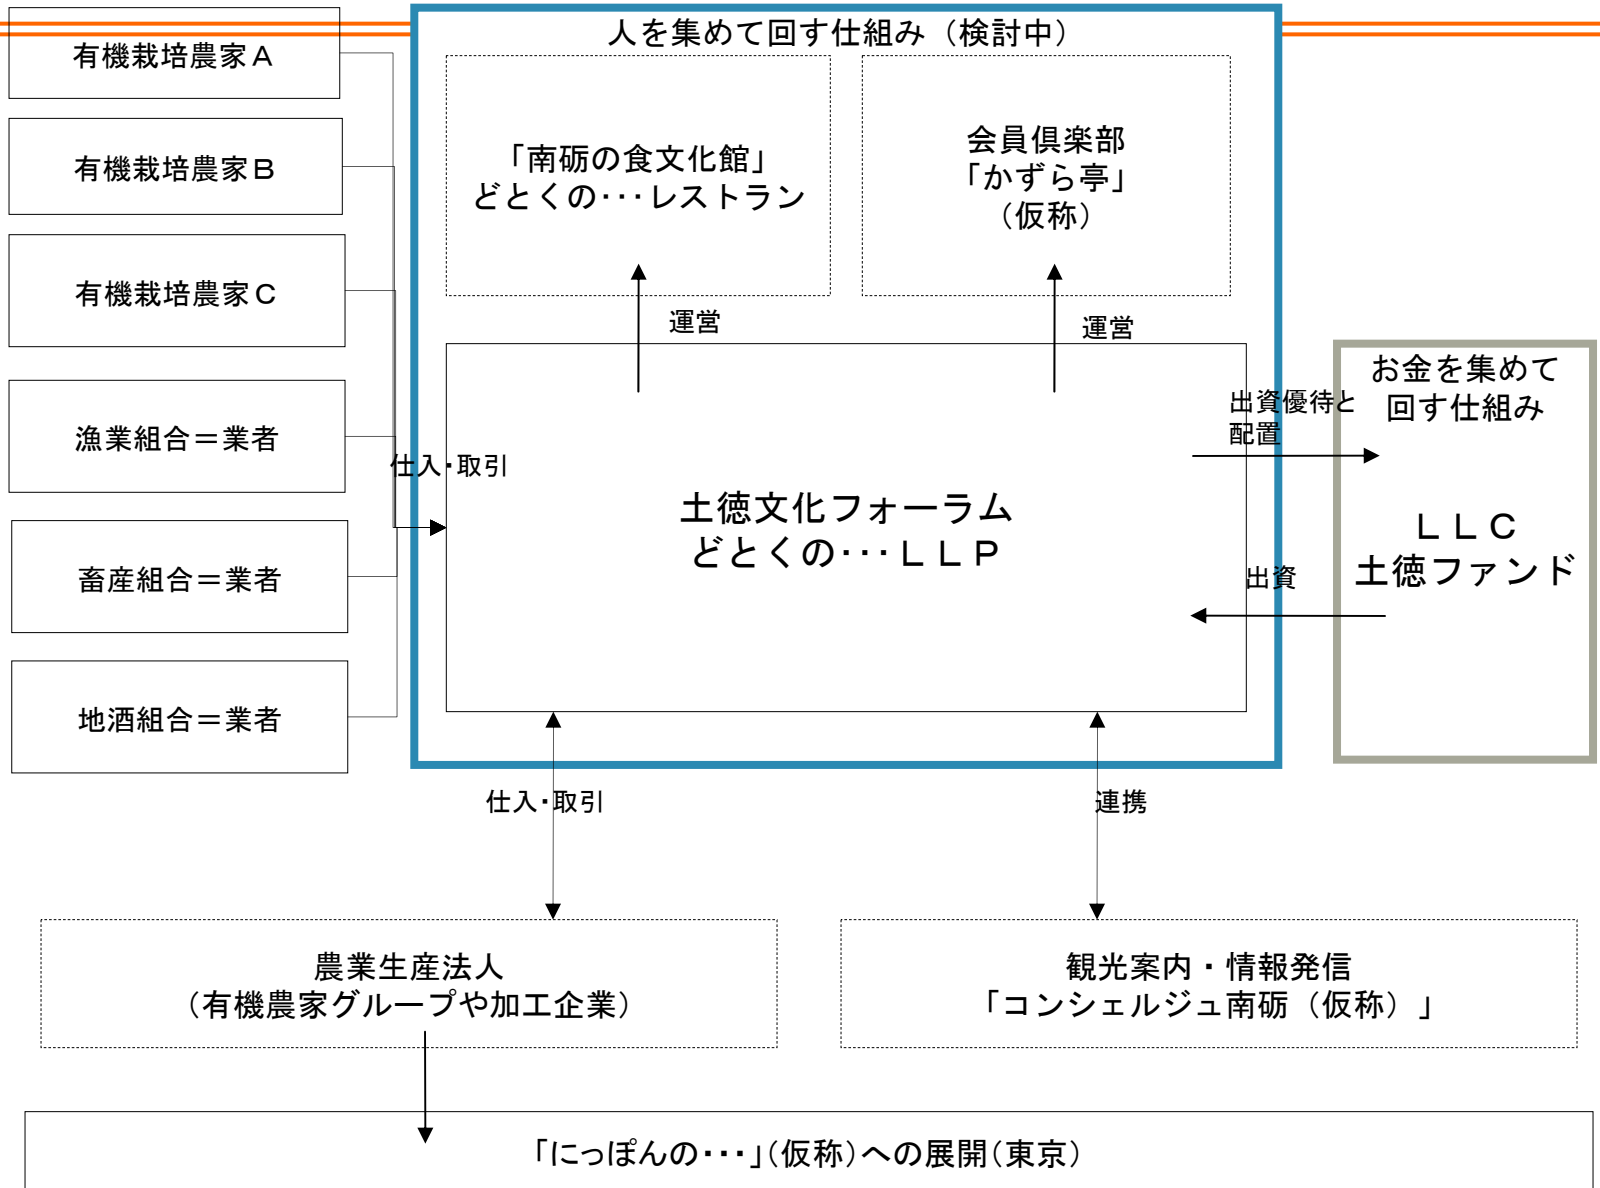 人を集めて回す仕組み（検討中）
有機栽培農家Ａ
有機栽培農家Ｂ
有機栽培農家Ｃ
漁業組合＝業者
畜産組合＝業者
地酒組合＝業者
仕入・取引
「南砺の食文化館」
どとくの・・・レストラン
会員倶楽部
「かずら亭」
（仮称）
運営
運営
土徳文化フォーラム
どとくの・・・ＬＬＰ
出資優待と
配置
出資
お金を集めて
回す仕組み
ＬＬＣ
土徳ファンド
仕入・取引
連携
農業生産法人
（有機農家グループや加工企業）
観光案内・情報発信
「コンシェルジュ南砺（仮称）」
「にっぽんの・・・」（仮称）への展開（東京）